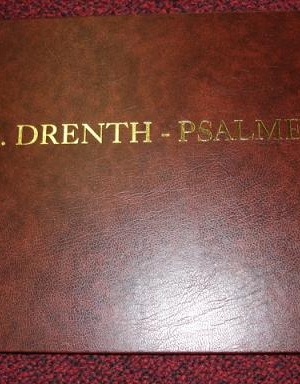 . DRENTH - PSALME